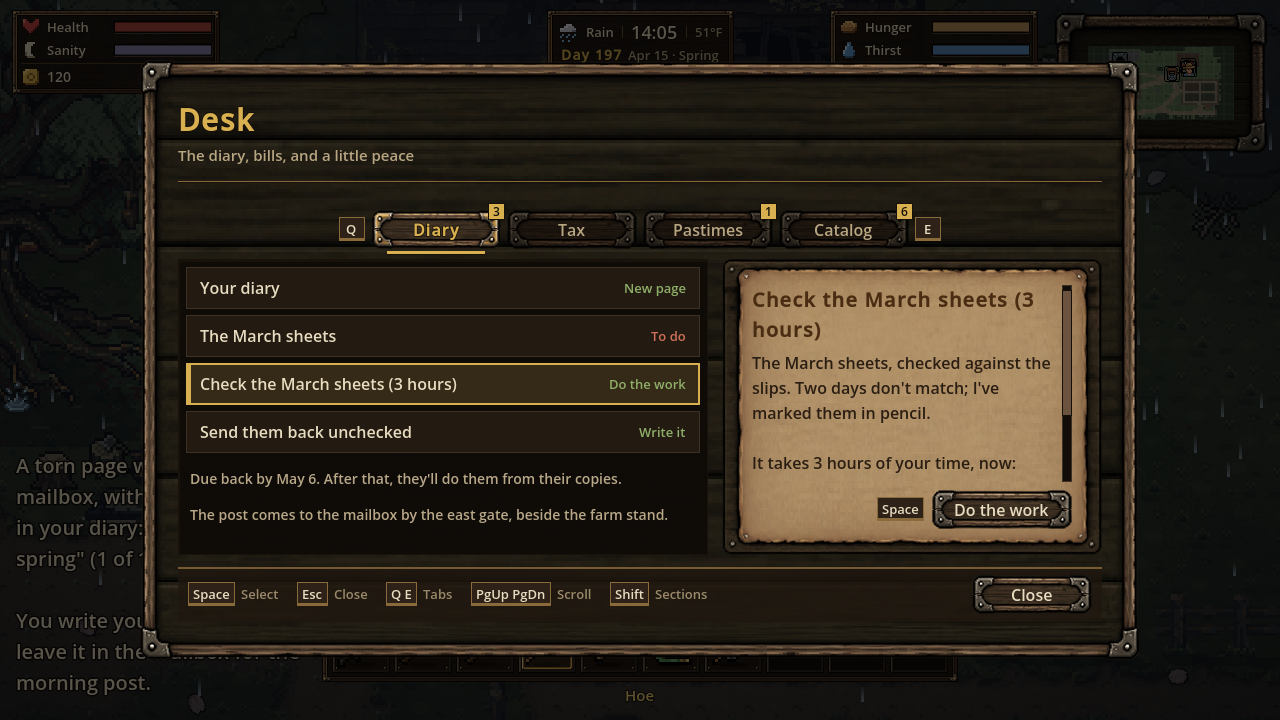 Health
Sanity
120
Rain
14:05
51°F
Day 197 Apr 15 · Spring
Hunger
Thirst
Desk
The diary, bills, and a little peace
Q
Diary
3
Tax
Pastimes
1
Catalog
6
E
Your diary
New page
The March sheets
To do
Check the March sheets (3 hours)
Do the work
Send them back unchecked
Write it
Due back by May 6. After that, they'll do them from their copies.
The post comes to the mailbox by the east gate, beside the farm stand.
Check the March sheets (3
hours)
The March sheets, checked against the
slips. Two days don't match; I've
marked them in pencil.
It takes 3 hours of your time, now:
Space
Do the work
Space Select
Esc Close
Q E Tabs
PgUp PgDn Scroll
Shift Sections
Close
A torn page
mailbox, with
in your diary:
spring" (1 of
You write
leave it in the mailbox for the
morning post.
Hoe